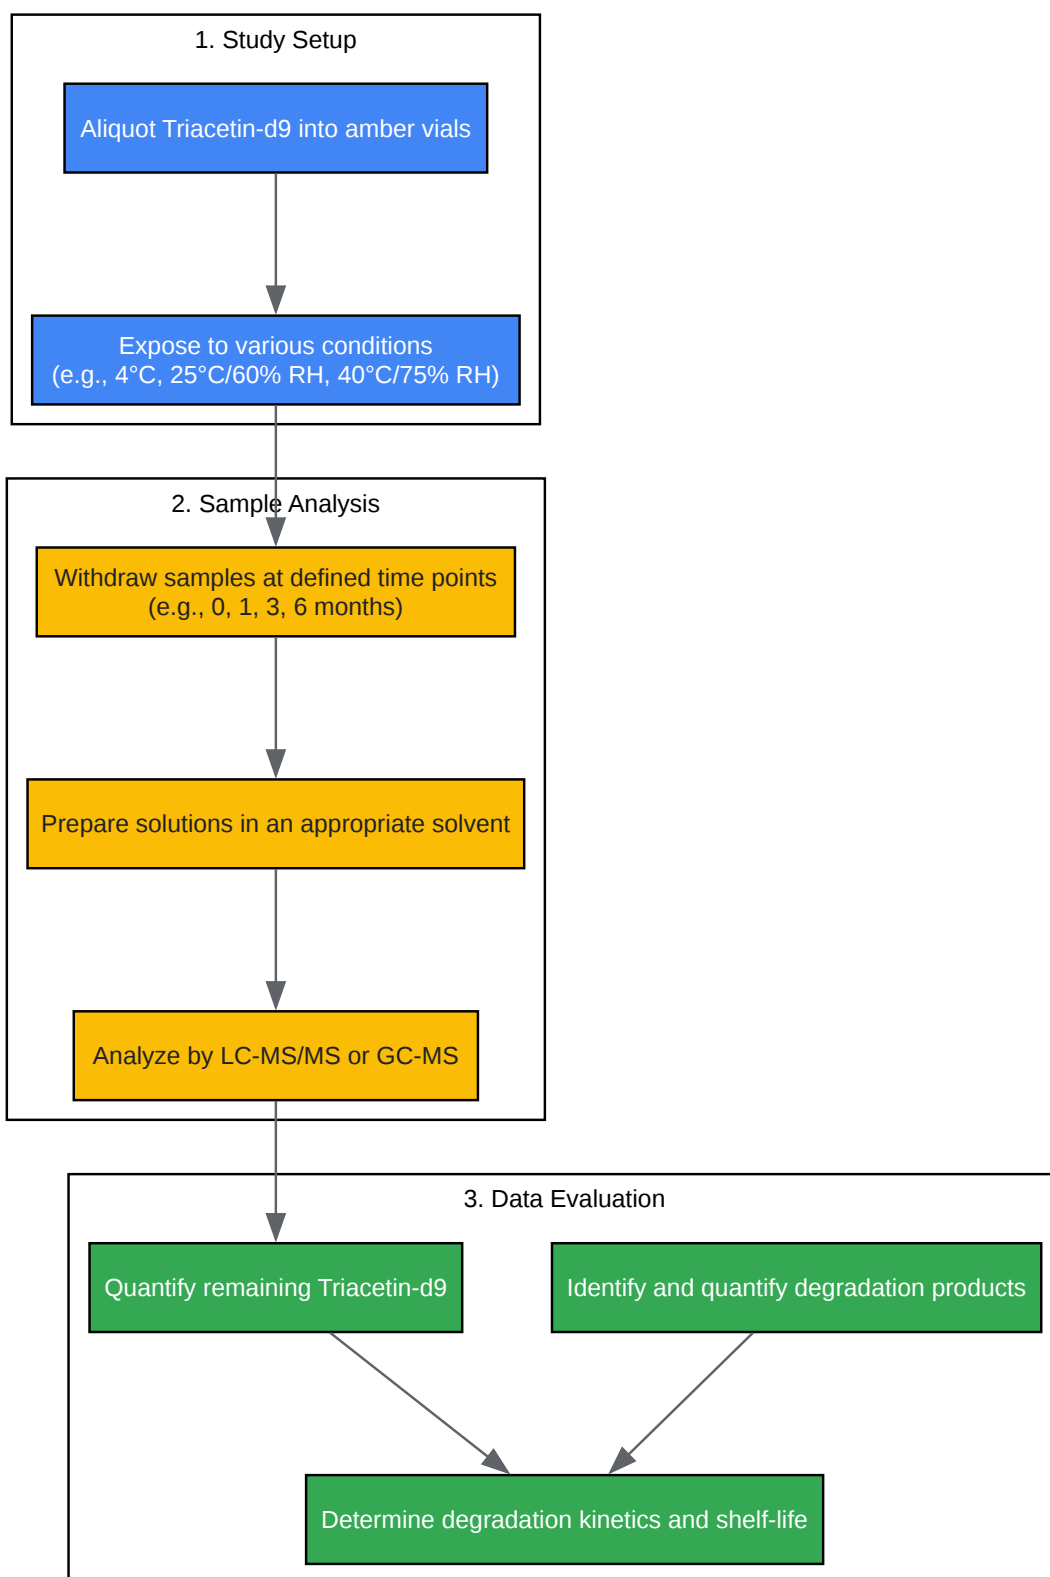 1. Study Setup
Aliquot Triacetin-d9 into amber vials
Expose to various conditions
(e.g., 4°C, 25°C/60% RH, 40°C/75% RH)
2. Sample Analysis
Withdraw samples at defined time points
(e.g., 0, 1, 3, 6 months)
Prepare solutions in an appropriate solvent
Analyze by LC-MS/MS or GC-MS
3. Data Evaluation
Quantify remaining Triacetin-d9
Identify and quantify degradation products
Determine degradation kinetics and shelf-life